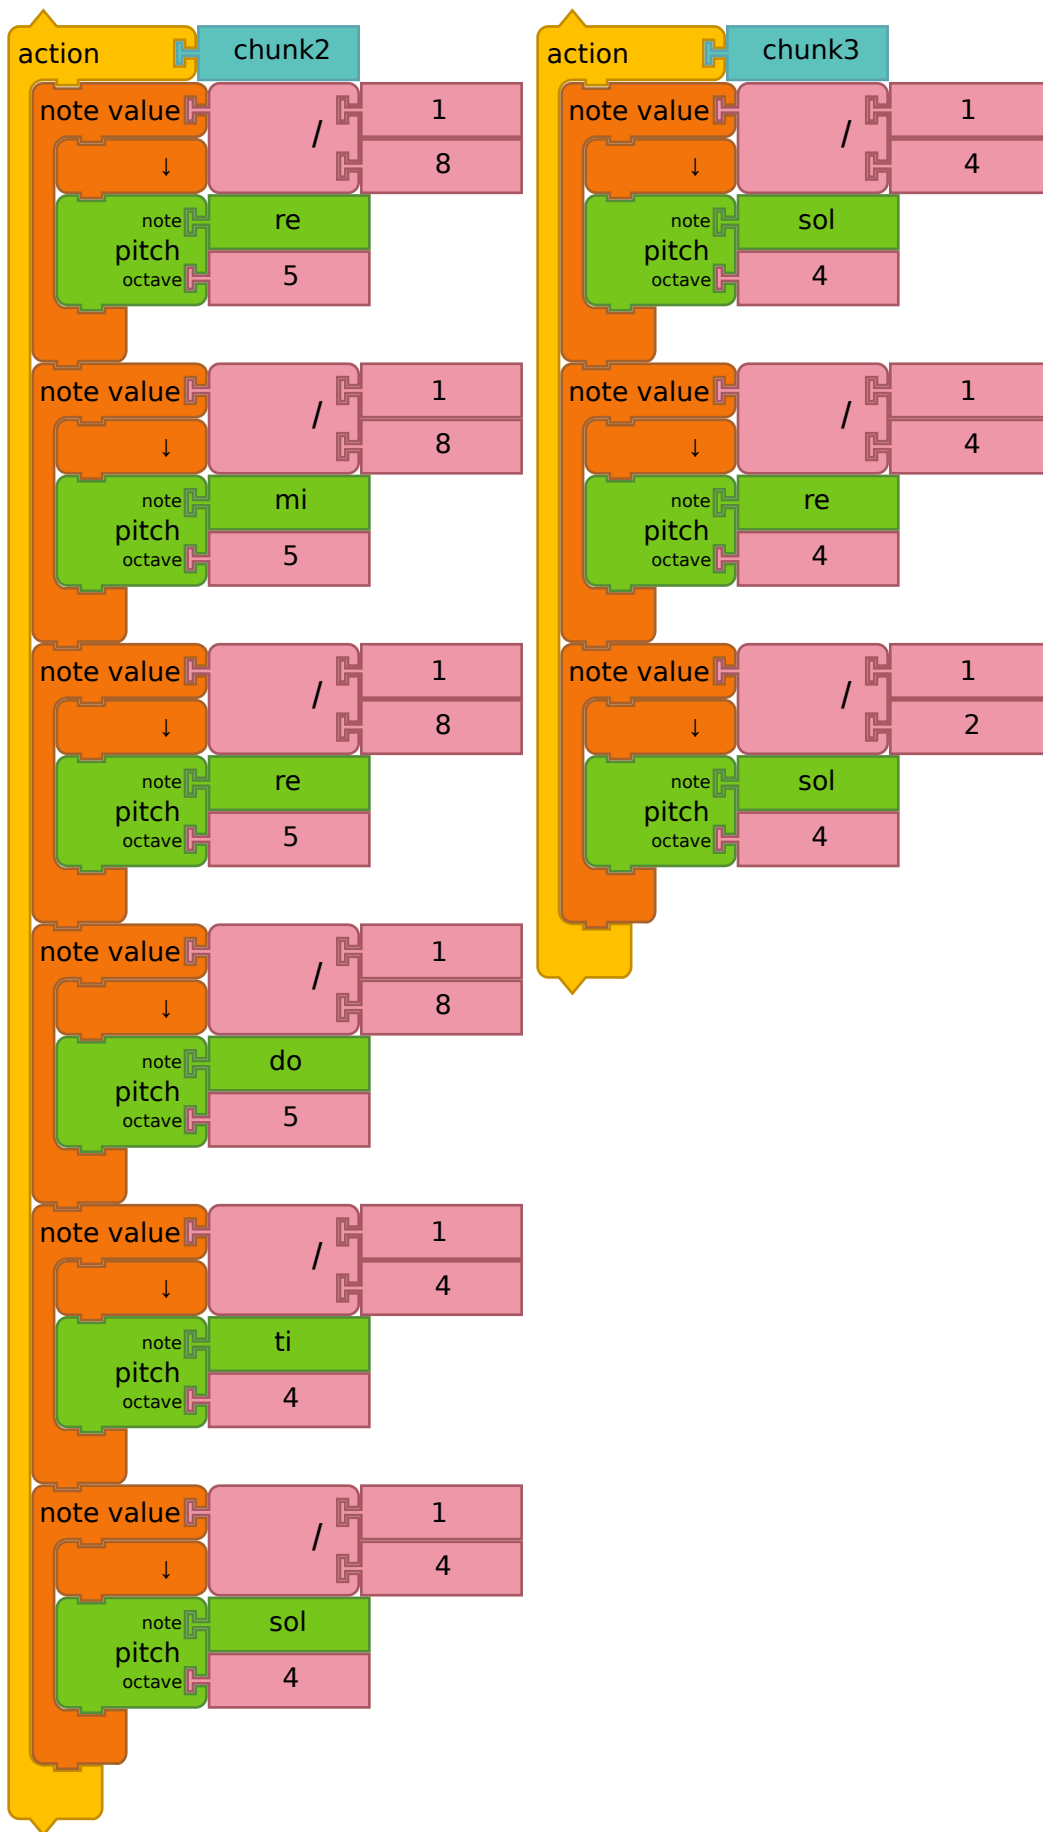 action chunk2
note value / 1
↓ 8
note re
pitch
octave 5
note value / 1
↓ 8
note mi
pitch
octave 5
note value / 1
↓ 8
note re
pitch
octave 5
note value / 1
↓ 8
note do
pitch
octave 5
note value / 1
↓ 4
note ti
pitch
octave 4
note value / 1
↓ 4
note sol
pitch
octave 4
action chunk3
note value / 1
↓ 4
note sol
pitch
octave 4
note value / 1
↓ 4
note re
pitch
octave 4
note value / 1
↓ 2
note sol
pitch
octave 4